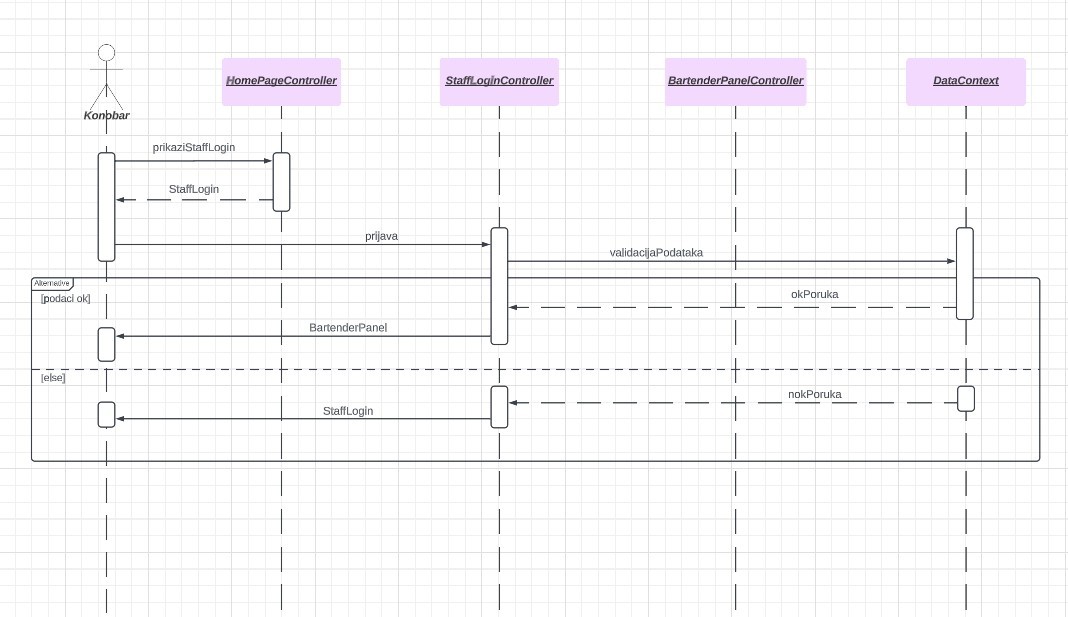 HomePageController
StaffLoginController
BartenderPanelController
DataContext
Konobar
prikaziStaffLogin
StaffLogin
prijava
validacijaPodataka
Alternative
[podaci ok]
okPoruka
BartenderPanel
[else]
nokPoruka
StaffLogin